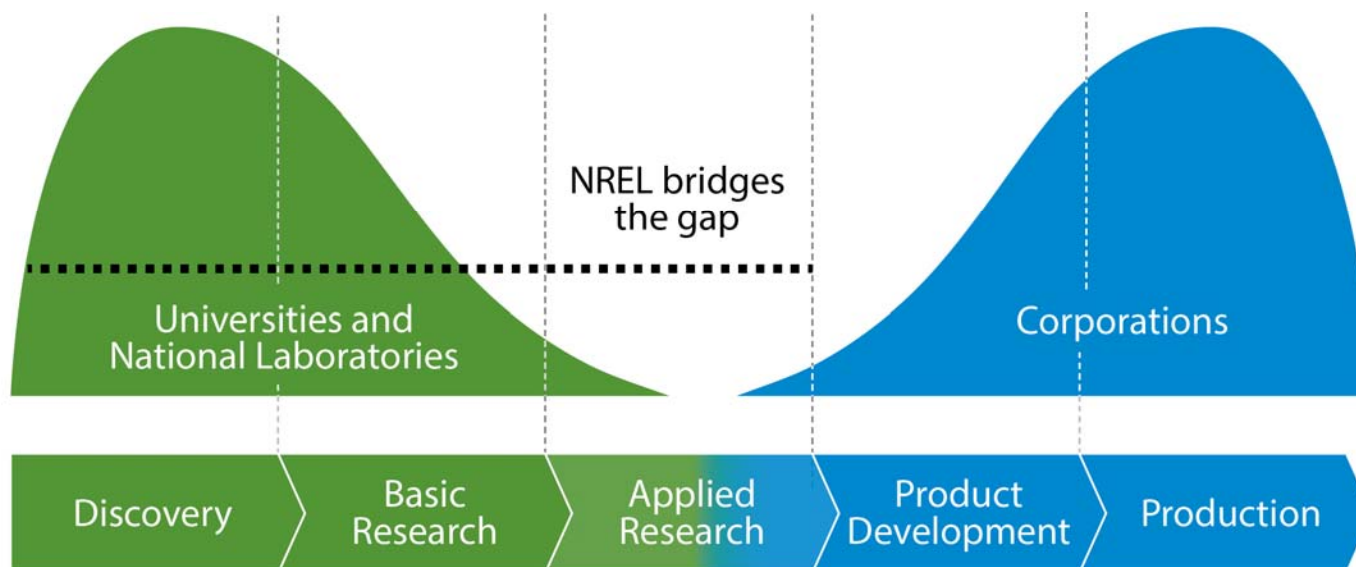 NREL bridges
the gap
Universities and
National Laboratories
Corporations
Discovery
Basic
Research
Applied
Research
Product
Development
Production